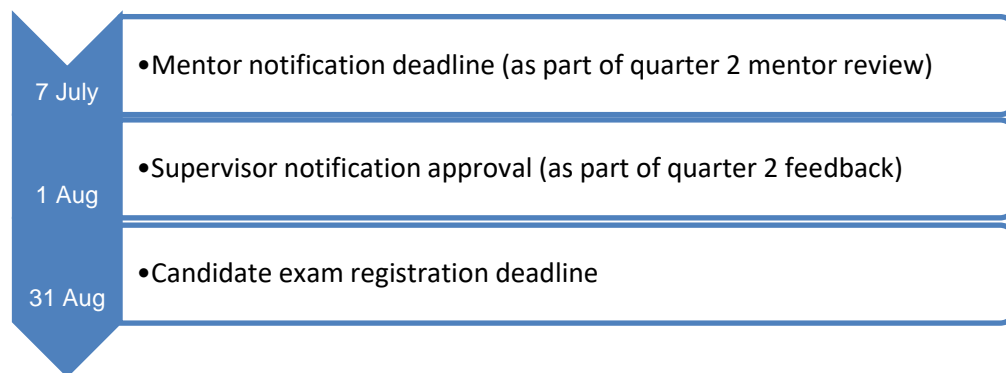 •Mentor notification deadline (as part of quarter 2 mentor review)
7 July
•Supervisor notification approval (as part of quarter 2 feedback)
1 Aug
•Candidate exam registration deadline
31 Aug